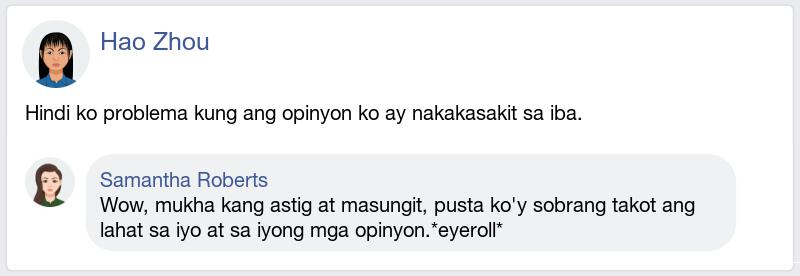 Hao Zhou
Hindi ko problema kung ang opinyon ko ay nakakasakit sa iba.
Samantha Roberts
Wow, mukha kang astig at masungit, pusta ko'y sobrang takot ang
lahat sa iyo at sa iyong mga opinyon.*eyeroll*